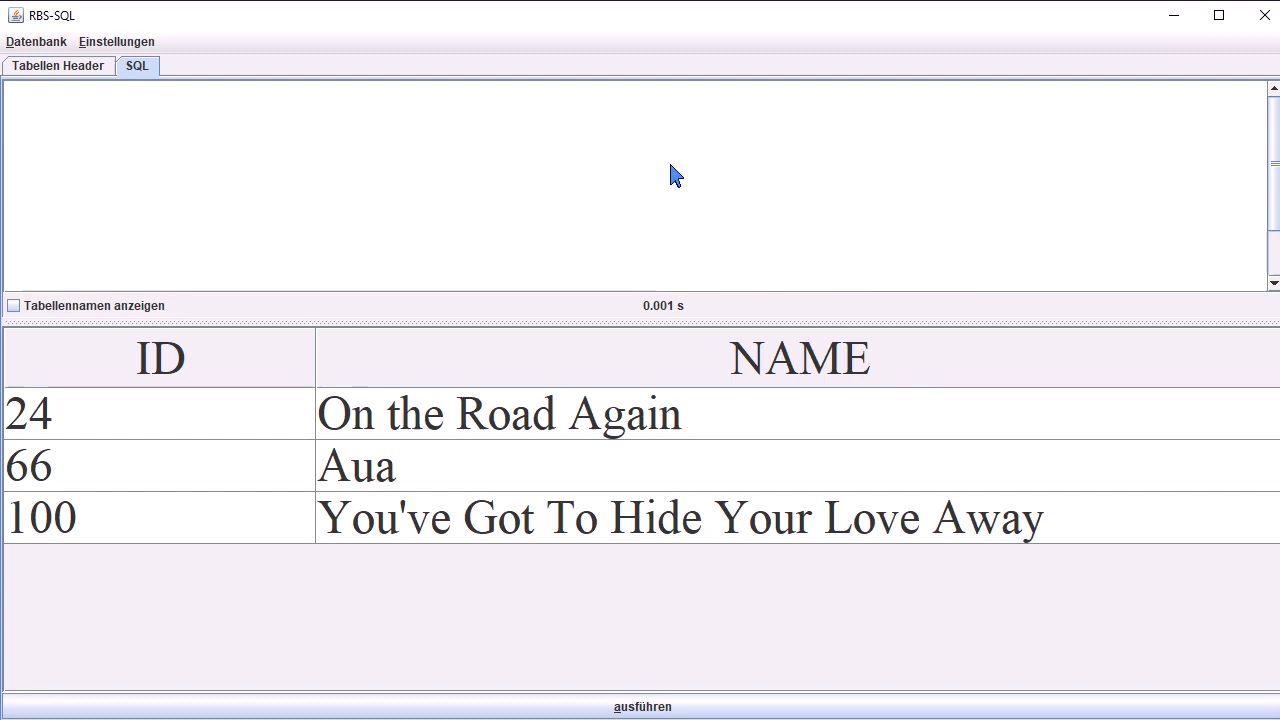 RBS-SQL
Datenbank Einstellungen
Tabellen Header SQL
Tabellennamen anzeigen 0.001 s
ID NAME
24 On the Road Again
66 Aua
100 You've Got To Hide Your Love Away
ausführen